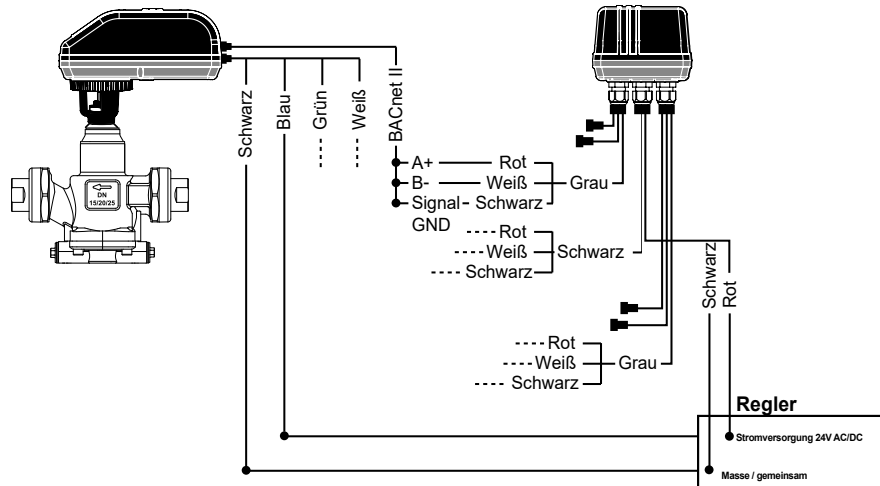 Schwarz
Blau
Grün
Weiß
BACnet II
DN
15/20/25
A+ Rot
B- Weiß Grau
Signal- Schwarz
GND
Rot
Weiß Schwarz
Schwarz
Schwarz
Rot
Rot
Weiß Grau
Schwarz
Regler
Stromversorgung 24V AC/DC
Masse / gemeinsam